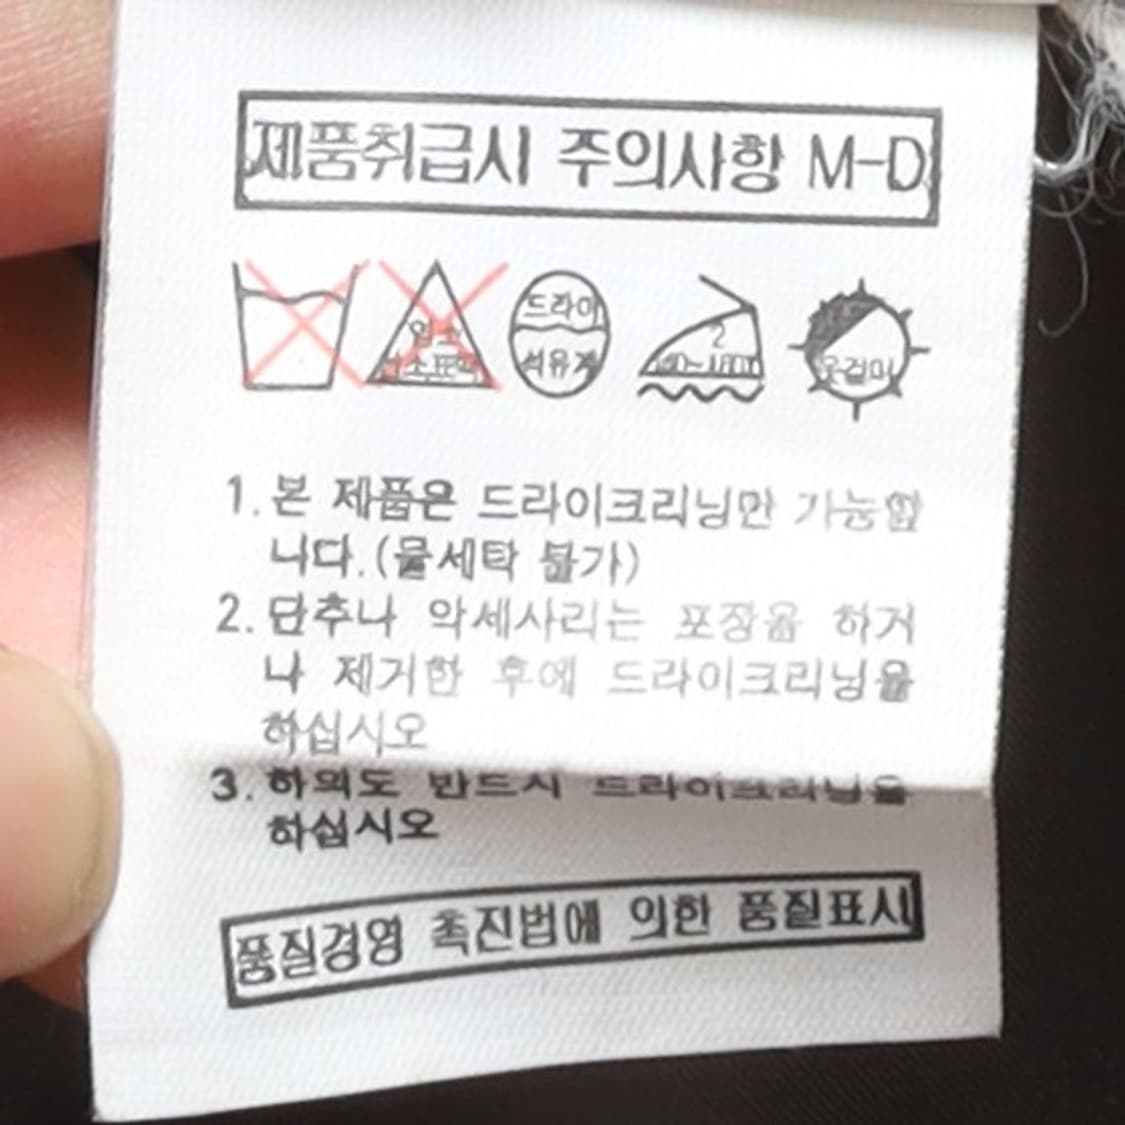 제품취급시 주의사항 M-D
드라이
석유계
2
옷걸이
1. 본 제품은 드라이크리닝만 가능합
니다.(물세탁 불가)
2. 단추나 악세사리는 포장을 하거
나 제거한 후에 드라이크리닝을
하십시오
3. 하의도 반드시 드라이크리닝을
하십시오
품질경영 촉진법에 의한 품질표시